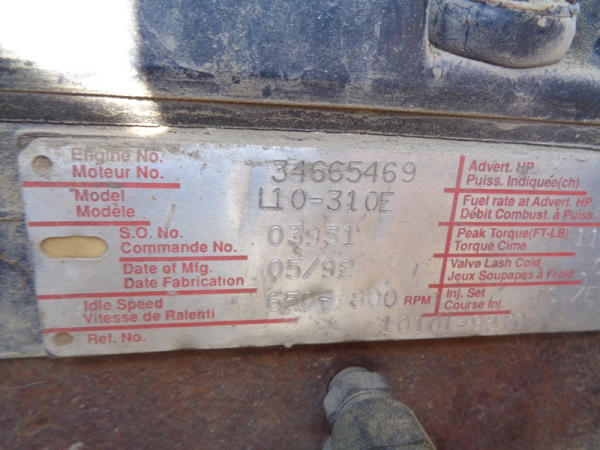 Engine No.
Moteur No. 34665469
Model
Modèle L10-310E
S.O. No.
Commande No. 03931
Date of Mfg.
Date Fabrication 05/92
Idle Speed
Vitesse de Ralenti 800 RPM
Ref. No.
Advert. HP
Puiss. Indiquée(ch)
Fuel rate at Advert. HP
Débit Combust. à Puiss
Peak Torque(FT-LB) 11
Torque Cime
Valve Lash Cold
Jeux Soupapes à Froid
Inj. Set
Course Inj.